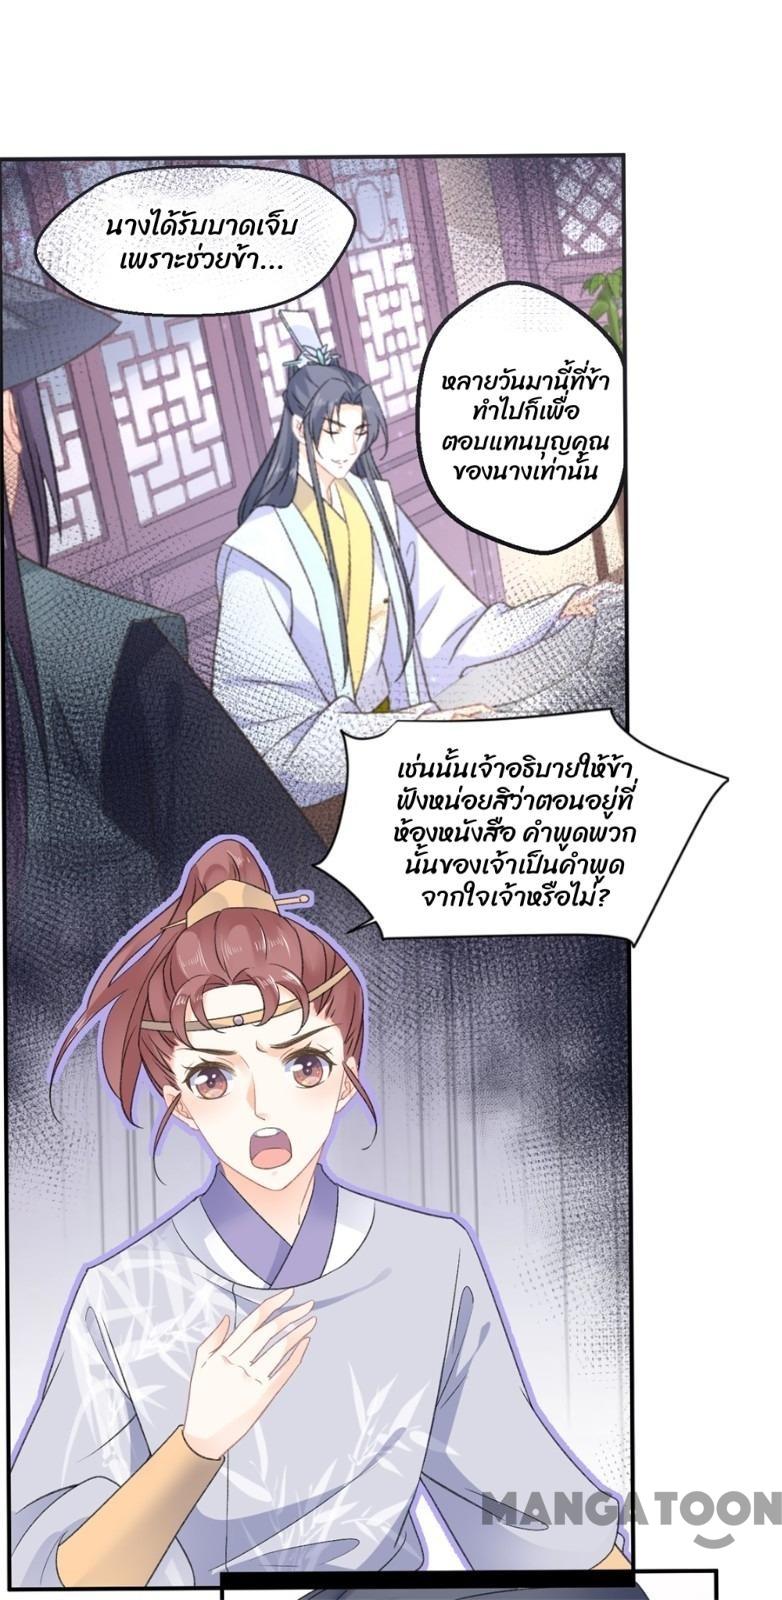 นางได้รับบาดเจ็บ
เพราะช่วยข้า...
หลายวันมานี้ที่ข้า
ทำไปก็เพื่อ
ตอบแทนบุญคุณ
ของนางเท่านั้น
เช่นนั้นเจ้าอธิบายให้ข้า
ฟังหน่อยสิว่าตอนอยู่ที่
ห้องหนังสือ คำพูดพวก
นั้นของเจ้าเป็นคำพูด
จากใจเจ้าหรือไม่?
MANGATOON